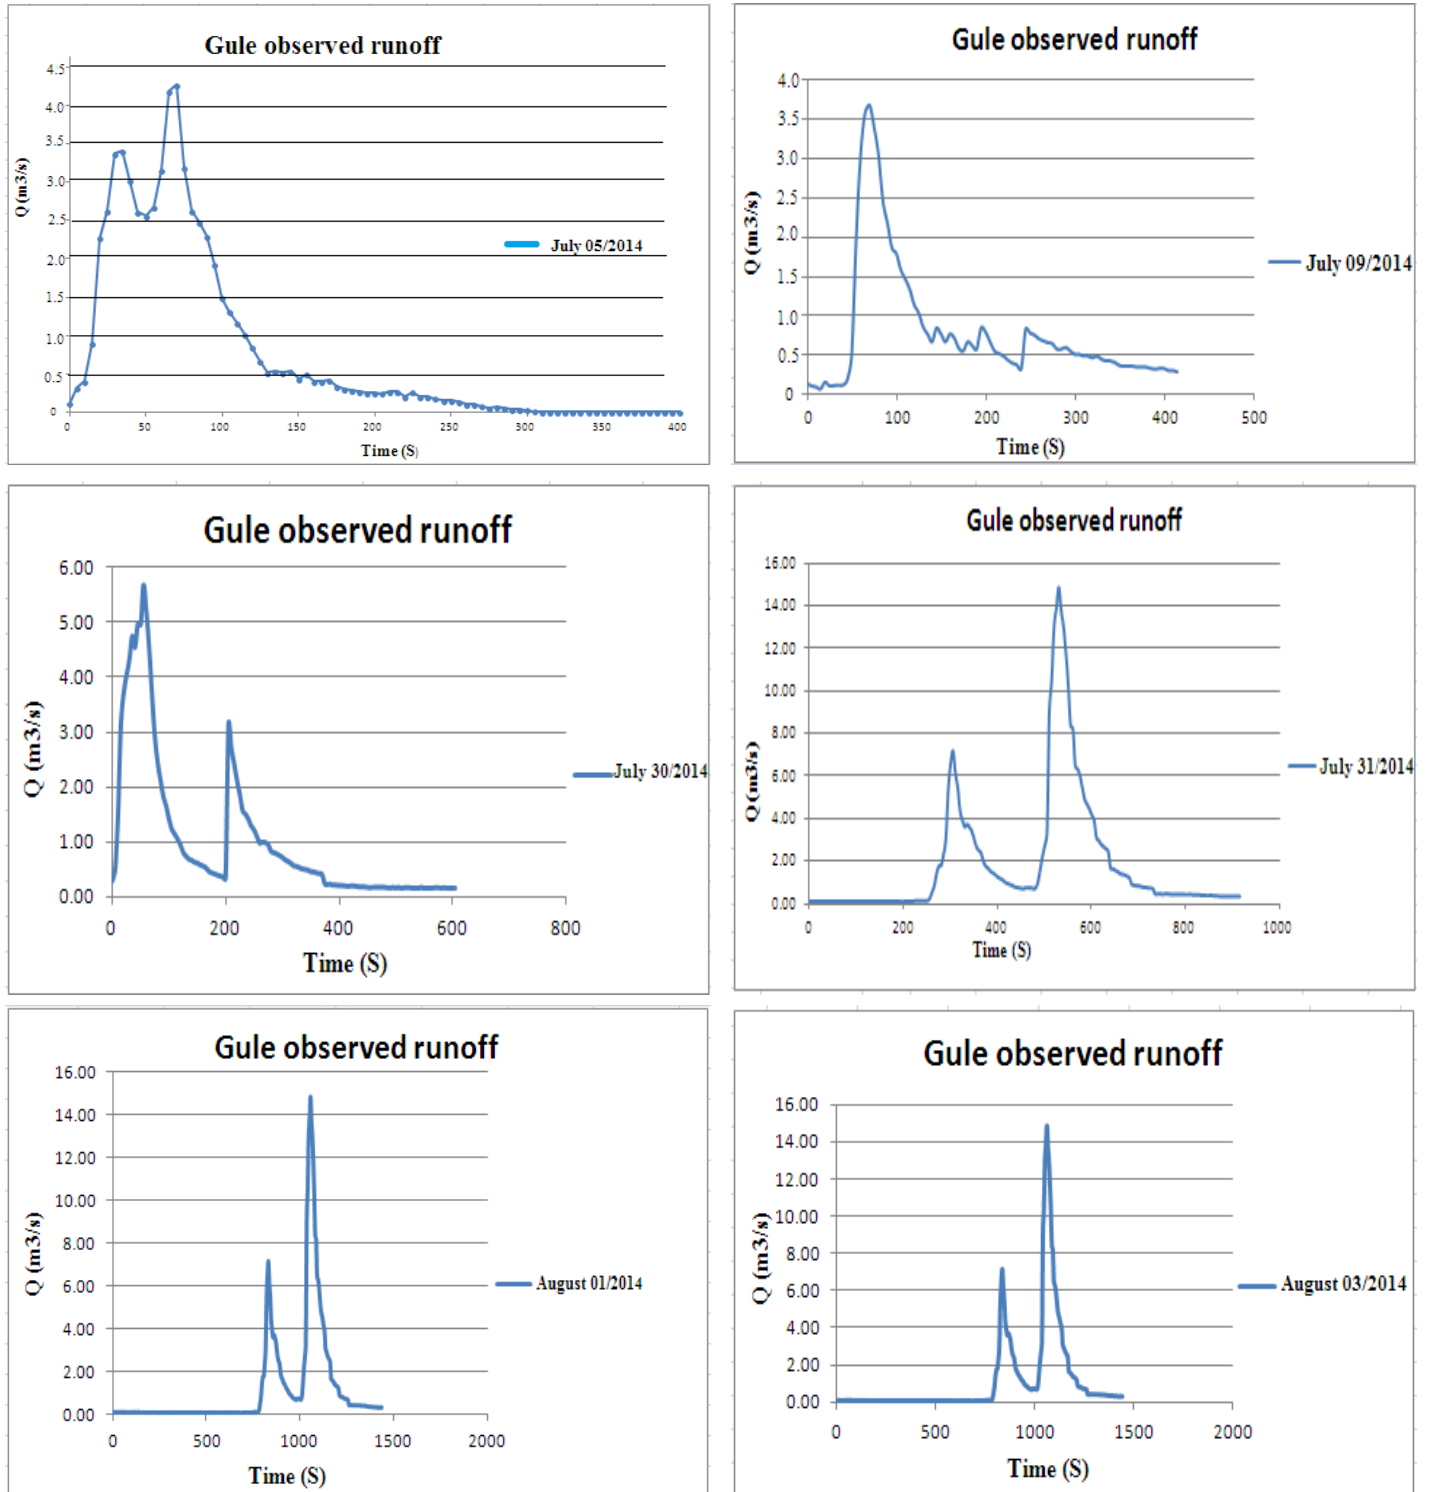 Gule observed runoff
4.5
4.0
3.5
3.0
2.5
2.0
1.5
1.0
0.5
0
Q (m3/s)
0 50 100 150 200 250 300 350 400
Time (S)
July 05/2014
Gule observed runoff
4.0
3.5
3.0
2.5
2.0
1.5
1.0
0.5
0
Q (m3/s)
0 100 200 300 400 500
Time (S)
July 09/2014
Gule observed runoff
6.00
5.00
4.00
3.00
2.00
1.00
0.00
Q (m3/s)
0 200 400 600 800
Time (S)
July 30/2014
Gule observed runoff
16.00
14.00
12.00
10.00
8.00
6.00
4.00
2.00
0.00
Q (m3/s)
0 200 400 600 800 1000
Time (S)
July 31/2014
Gule observed runoff
16.00
14.00
12.00
10.00
8.00
6.00
4.00
2.00
0.00
Q (m3/s)
0 500 1000 1500 2000
Time (S)
August 01/2014
Gule observed runoff
16.00
14.00
12.00
10.00
8.00
6.00
4.00
2.00
0.00
Q (m3/s)
0 500 1000 1500 2000
Time (S)
August 03/2014